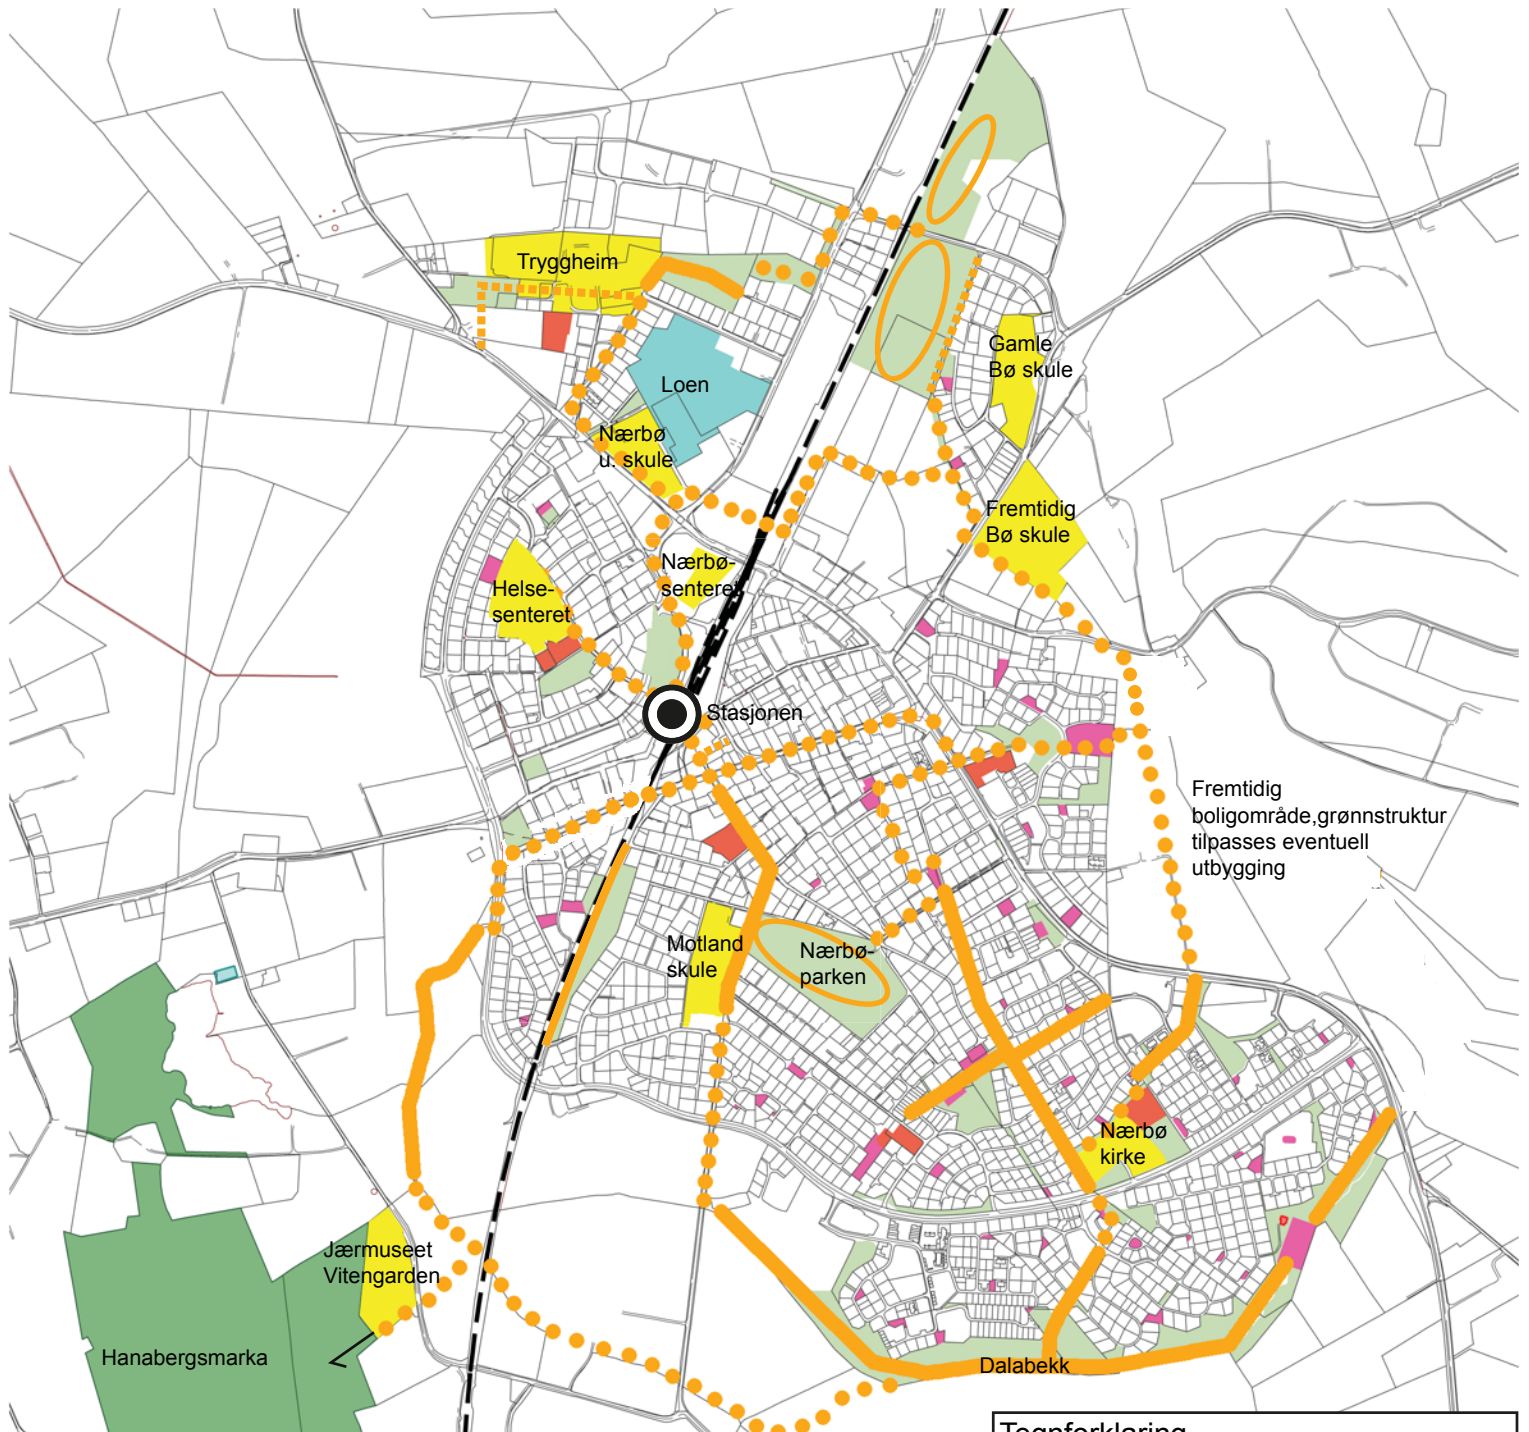 Tryggheim
Gamle
Bø skule
Loen
Nærbø
u. skule
Fremtidig
Bø skule
Nærbø-
senteret
Helse-
senteret
Stasjonen
Fremtidig
boligområde,grønnstruktur
tilpasses eventuell
utbygging
Motland
skule
Nærbø-
parken
Nærbø
kirke
Jærmuseet
Vitengarden
Hanabergsmarka
Dalabekk
Tegnforklaring